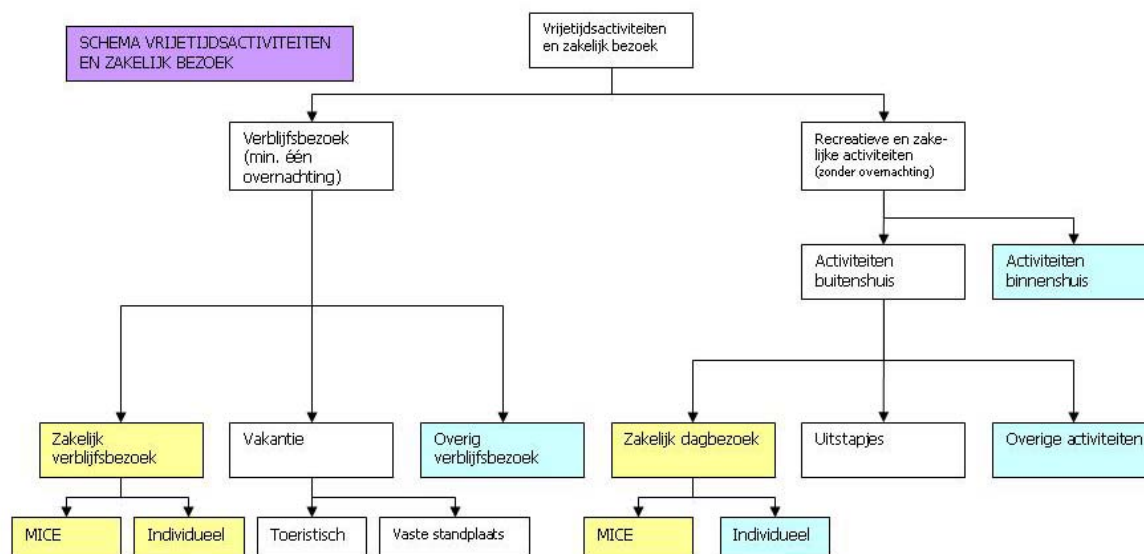 SCHEMA VRIJETIJDSACTIVITEITEN
EN ZAKELIJK BEZOEK
Vrijetijdsactiviteiten
en zakelijk bezoek
Verblijfsbezoek
(min. één
overnachting)
Recreatieve en zake-
lijke activiteiten
(zonder overnachting)
Activiteiten
buitenshuis
Activiteiten
binnenshuis
Zakelijk
verblijfsbezoek
Vakantie
Overig
verblijfsbezoek
Zakelijk dagbezoek
Uitstapjes
Overige activiteiten
MICE
Individueel
Toeristisch
Vaste standplaats
MICE
Individueel